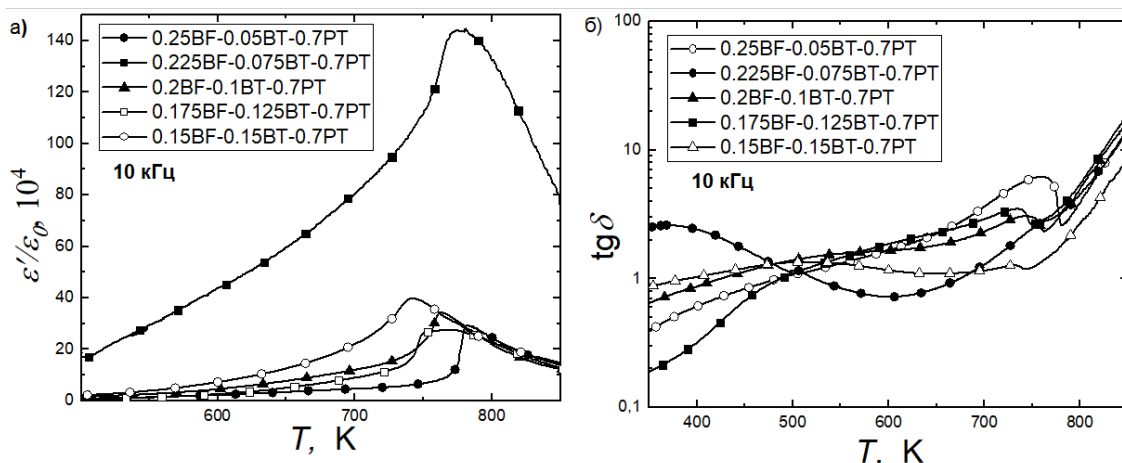 а)
0.25BF-0.05BT-0.7PT
0.225BF-0.075BT-0.7PT
0.2BF-0.1BT-0.7PT
0.175BF-0.125BT-0.7PT
0.15BF-0.15BT-0.7PT
10 кГц
ε'/ε0, 10^4
140
120
100
80
60
40
20
0
600
700
800
T, K
б)
0.25BF-0.05BT-0.7PT
0.225BF-0.075BT-0.7PT
0.2BF-0.1BT-0.7PT
0.175BF-0.125BT-0.7PT
0.15BF-0.15BT-0.7PT
10 кГц
tg δ
100
10
1
0,1
400
500
600
700
800
T, K